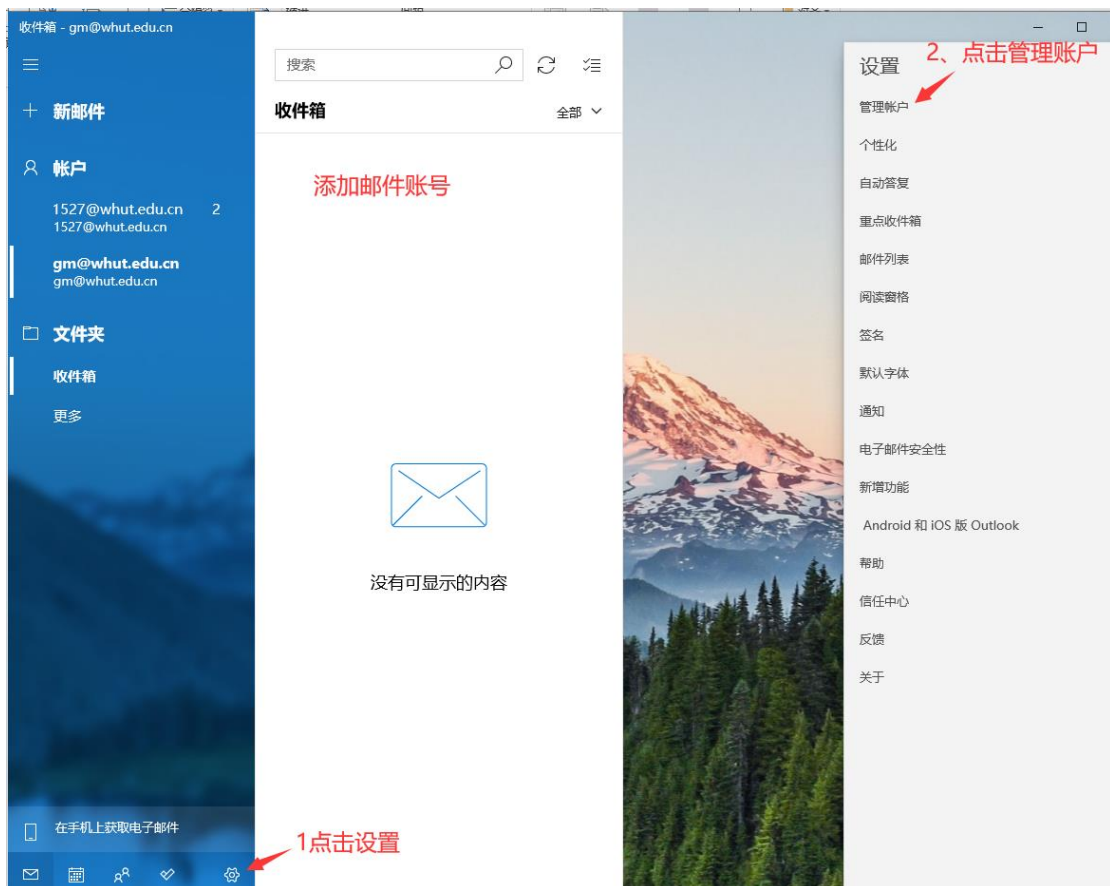 收件箱 - gm@whut.edu.cn
新邮件
帐户
1527@whut.edu.cn 2
1527@whut.edu.cn
gm@whut.edu.cn
gm@whut.edu.cn
文件夹
收件箱
更多
在手机上获取电子邮件
搜索
收件箱 全部
添加邮件账号
没有可显示的内容
1点击设置
2、点击管理账户
设置
管理帐户
个性化
自动答复
重点收件箱
邮件列表
阅读窗格
签名
默认字体
通知
电子邮件安全性
新增功能
Android 和 iOS 版 Outlook
帮助
信任中心
反馈
关于